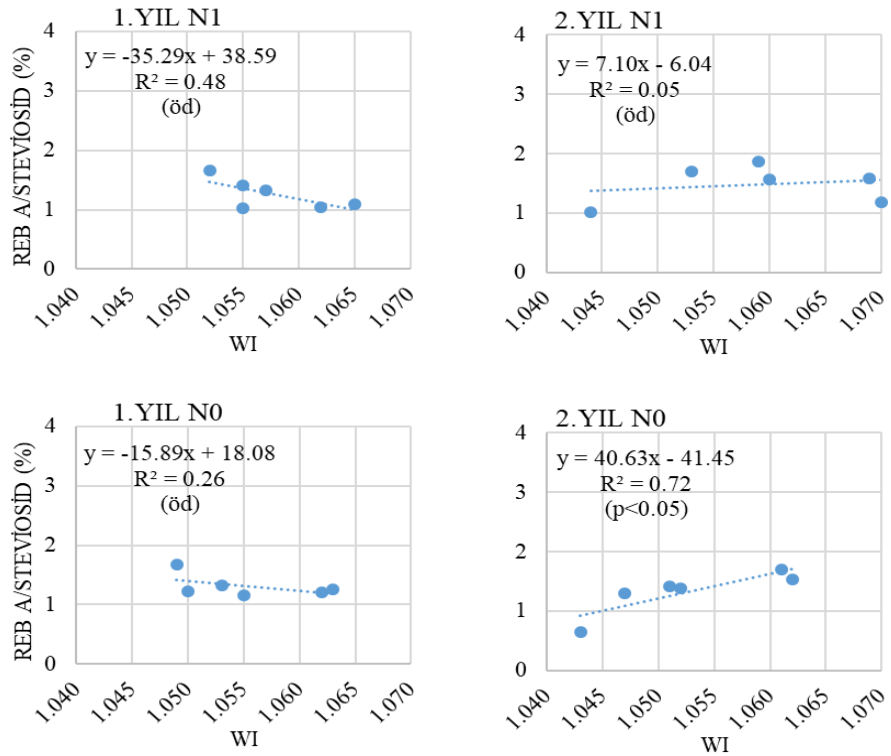 1.YIL N1
REB A/STEVİOSİD (%)
y = -35.29x + 38.59
R² = 0.48
(öd)
4
3
2
1
0
1.040
1.045
1.050
1.055
1.060
1.065
1.070
WI
2.YIL N1
y = 7.10x - 6.04
R² = 0.05
(öd)
4
3
2
1
0
1.040
1.045
1.050
1.055
1.060
1.065
1.070
WI
1.YIL N0
REB A/STEVİOSİD (%)
y = -15.89x + 18.08
R² = 0.26
(öd)
4
3
2
1
0
1.040
1.045
1.050
1.055
1.060
1.065
1.070
WI
2.YIL N0
y = 40.63x - 41.45
R² = 0.72
(p<0.05)
4
3
2
1
0
1.040
1.045
1.050
1.055
1.060
1.065
1.070
WI